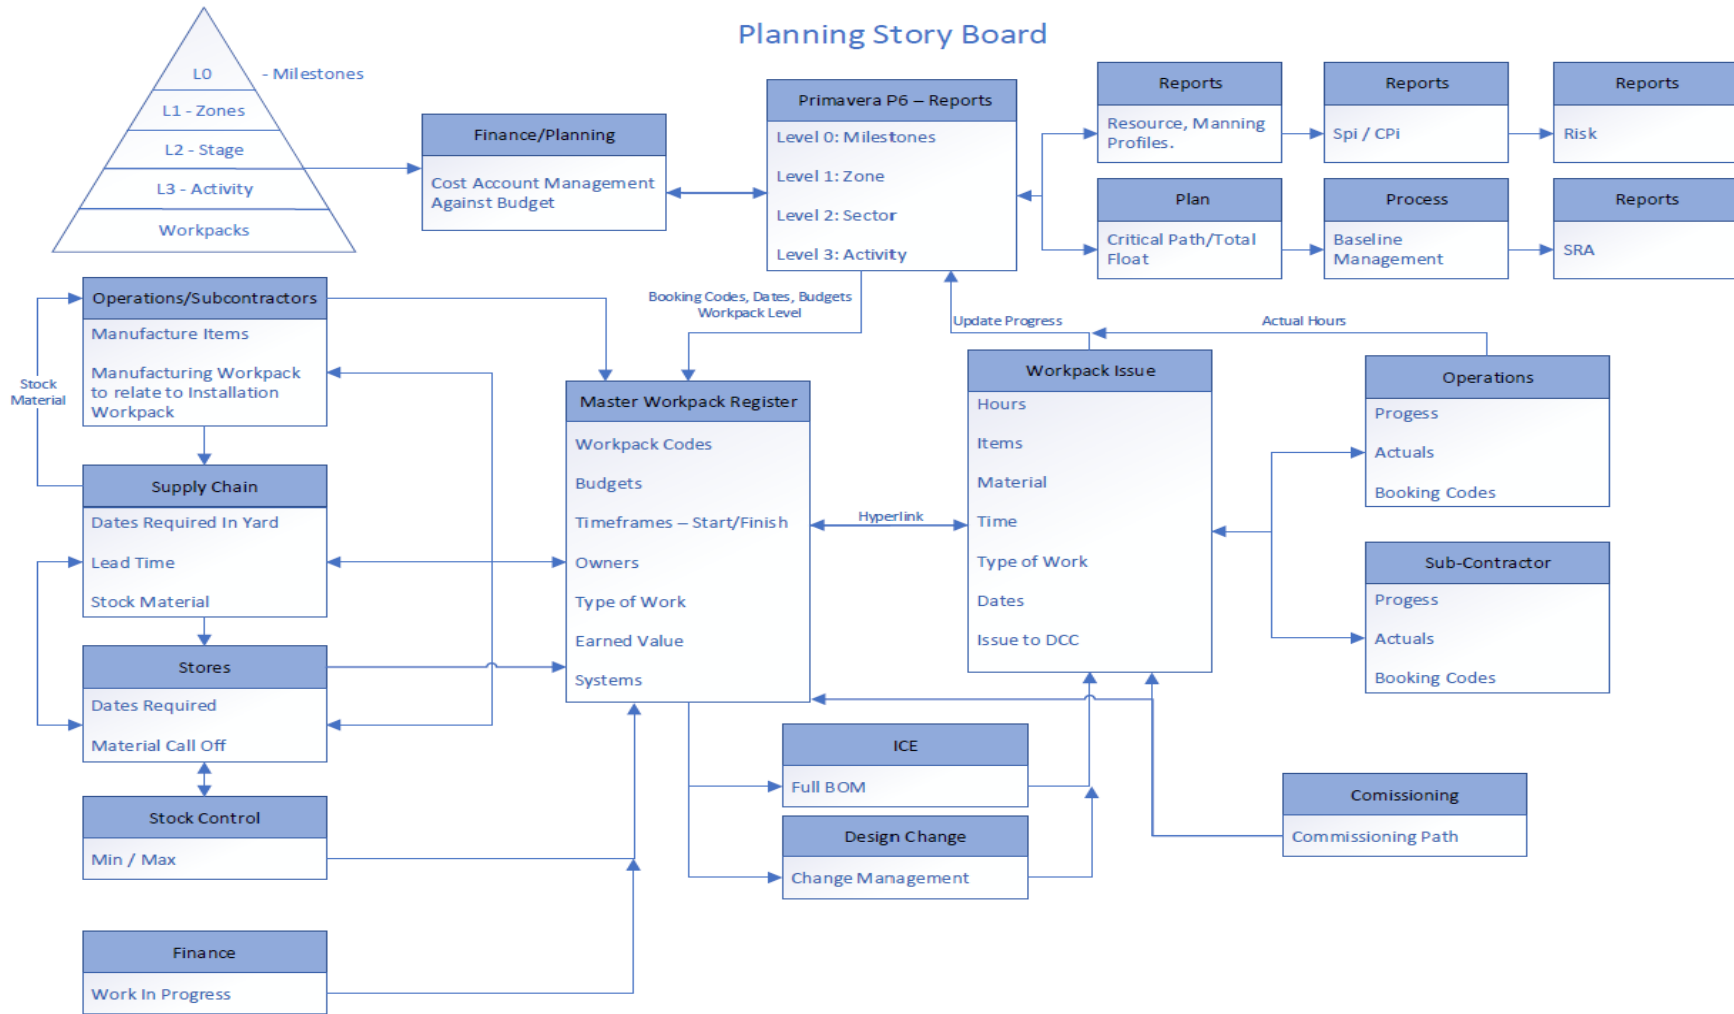 Planning Story Board
L0
- Milestones
L1 - Zones
L2 - Stage
L3 - Activity
Workpacks
Finance/Planning
Cost Account Management
Against Budget
Primavera P6 – Reports
Level 0: Milestones
Level 1: Zone
Level 2: Sector
Level 3: Activity
Reports
Resource, Manning
Profiles.
Reports
Spi / CPi
Reports
Risk
Plan
Critical Path/Total
Float
Process
Baseline
Management
Reports
SRA
Operations/Subcontractors
Manufacture Items
Manufacturing Workpack
to relate to Installation
Workpack
Stock
Material
Booking Codes, Dates, Budgets
Workpack Level
Update Progress
Actual Hours
Supply Chain
Dates Required In Yard
Lead Time
Stock Material
Stores
Dates Required
Material Call Off
Stock Control
Min / Max
Finance
Work In Progress
Master Workpack Register
Workpack Codes
Budgets
Timeframes – Start/Finish
Owners
Type of Work
Earned Value
Systems
Hyperlink
Workpack Issue
Hours
Items
Material
Time
Type of Work
Dates
Issue to DCC
Operations
Progess
Actuals
Booking Codes
Sub-Contractor
Progess
Actuals
Booking Codes
ICE
Full BOM
Design Change
Change Management
Comissioning
Commissioning Path